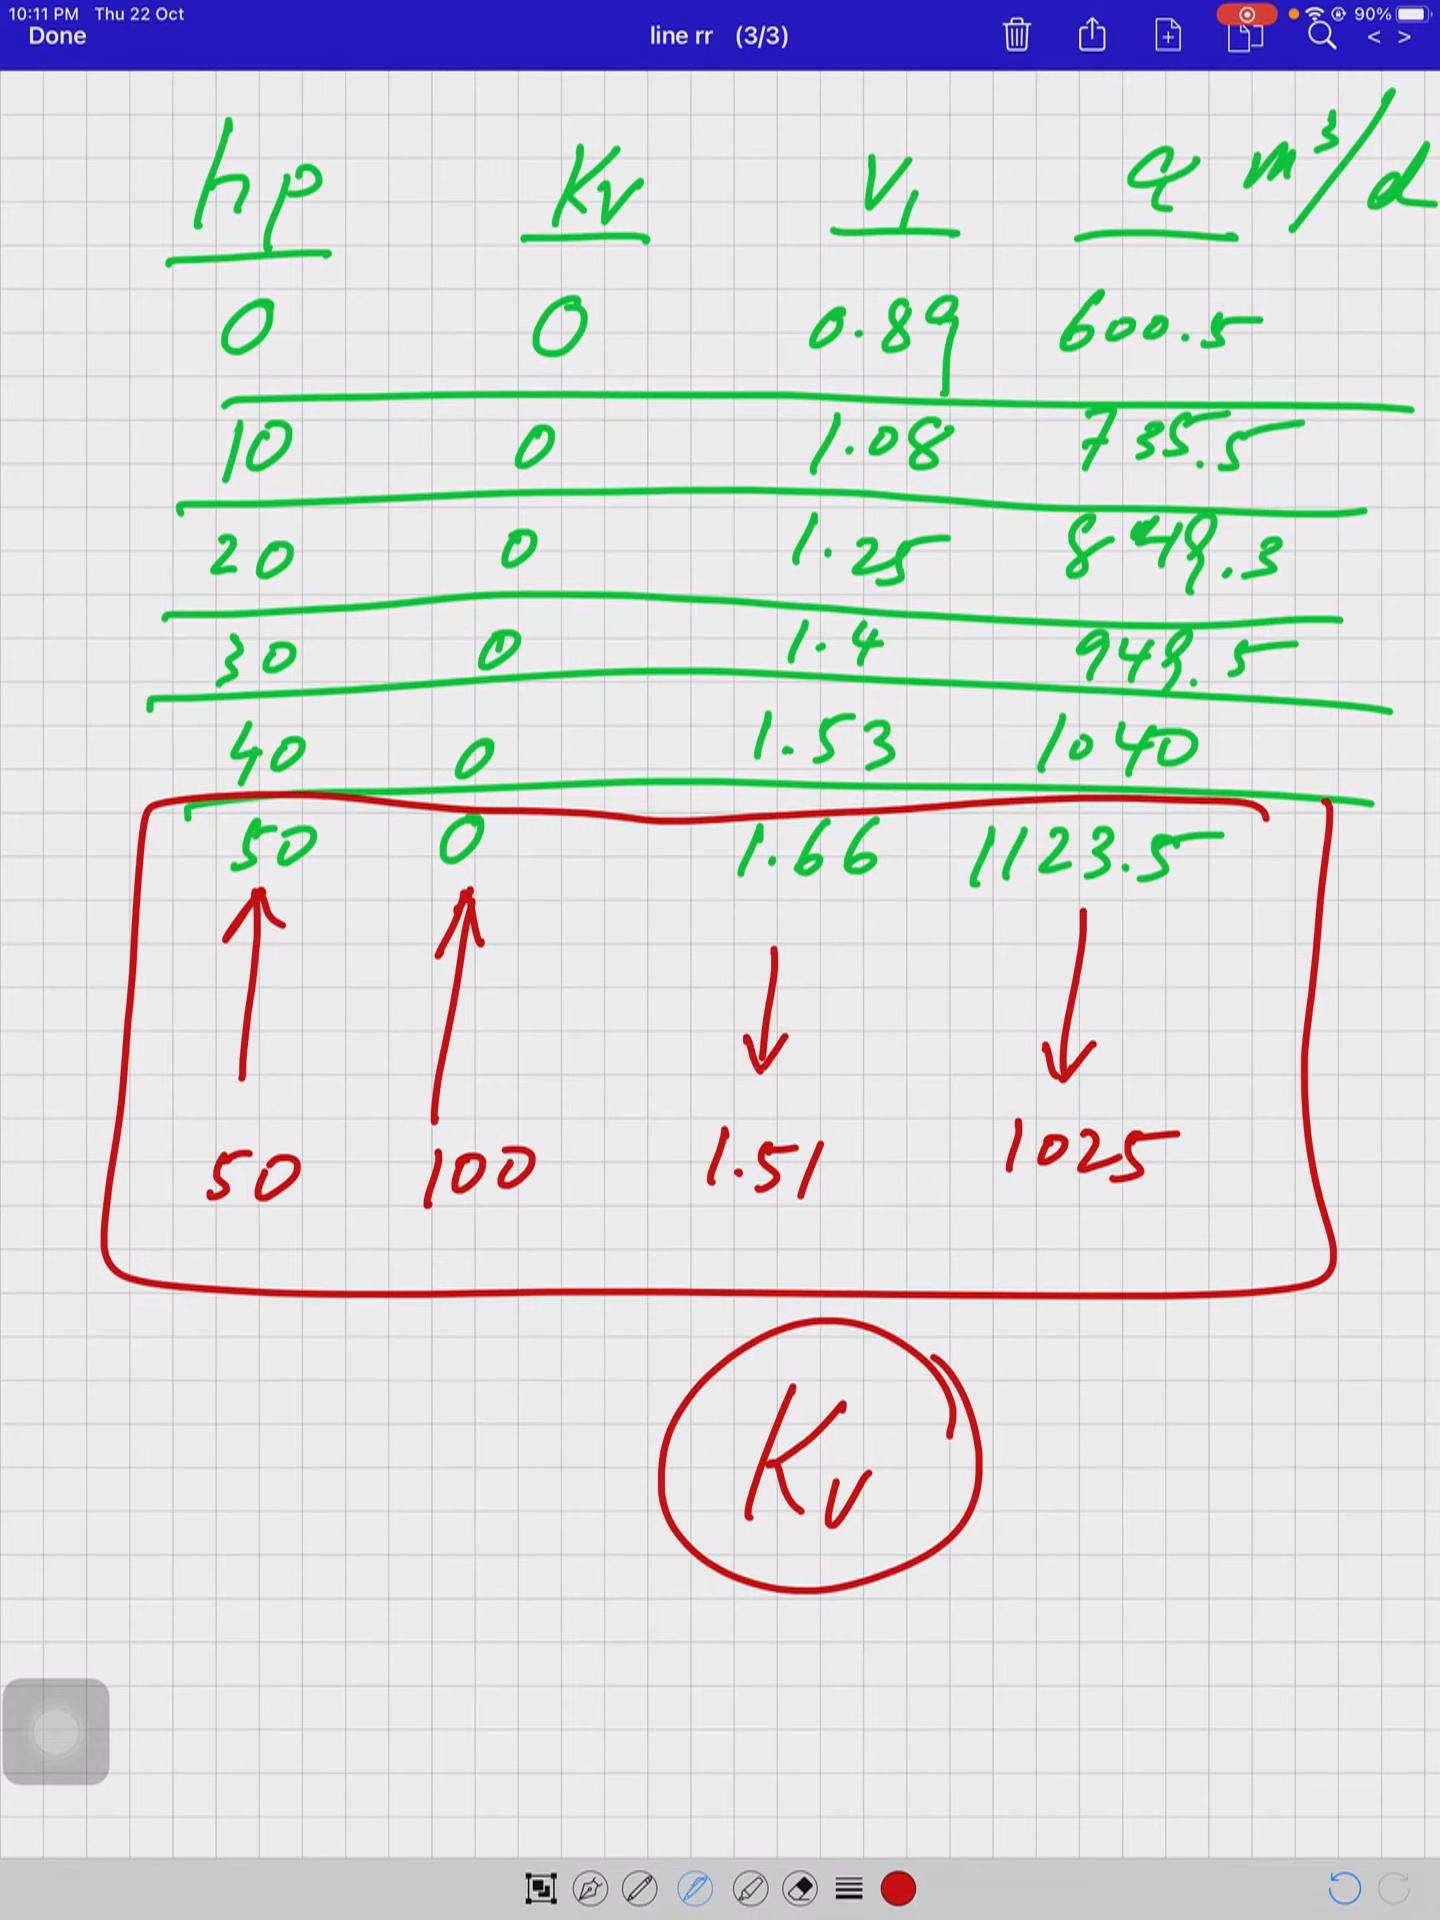 10:11 PM Thu 22 Oct 90%
Done line rr (3/3) < >
hp Kv V1 q m³/d
0 0 0.89 600.5
10 0 1.08 735.5
20 0 1.25 849.3
30 0 1.4 949.5
40 0 1.53 1040
50 0 1.66 1123.5
50 100 1.51 1025
Kv